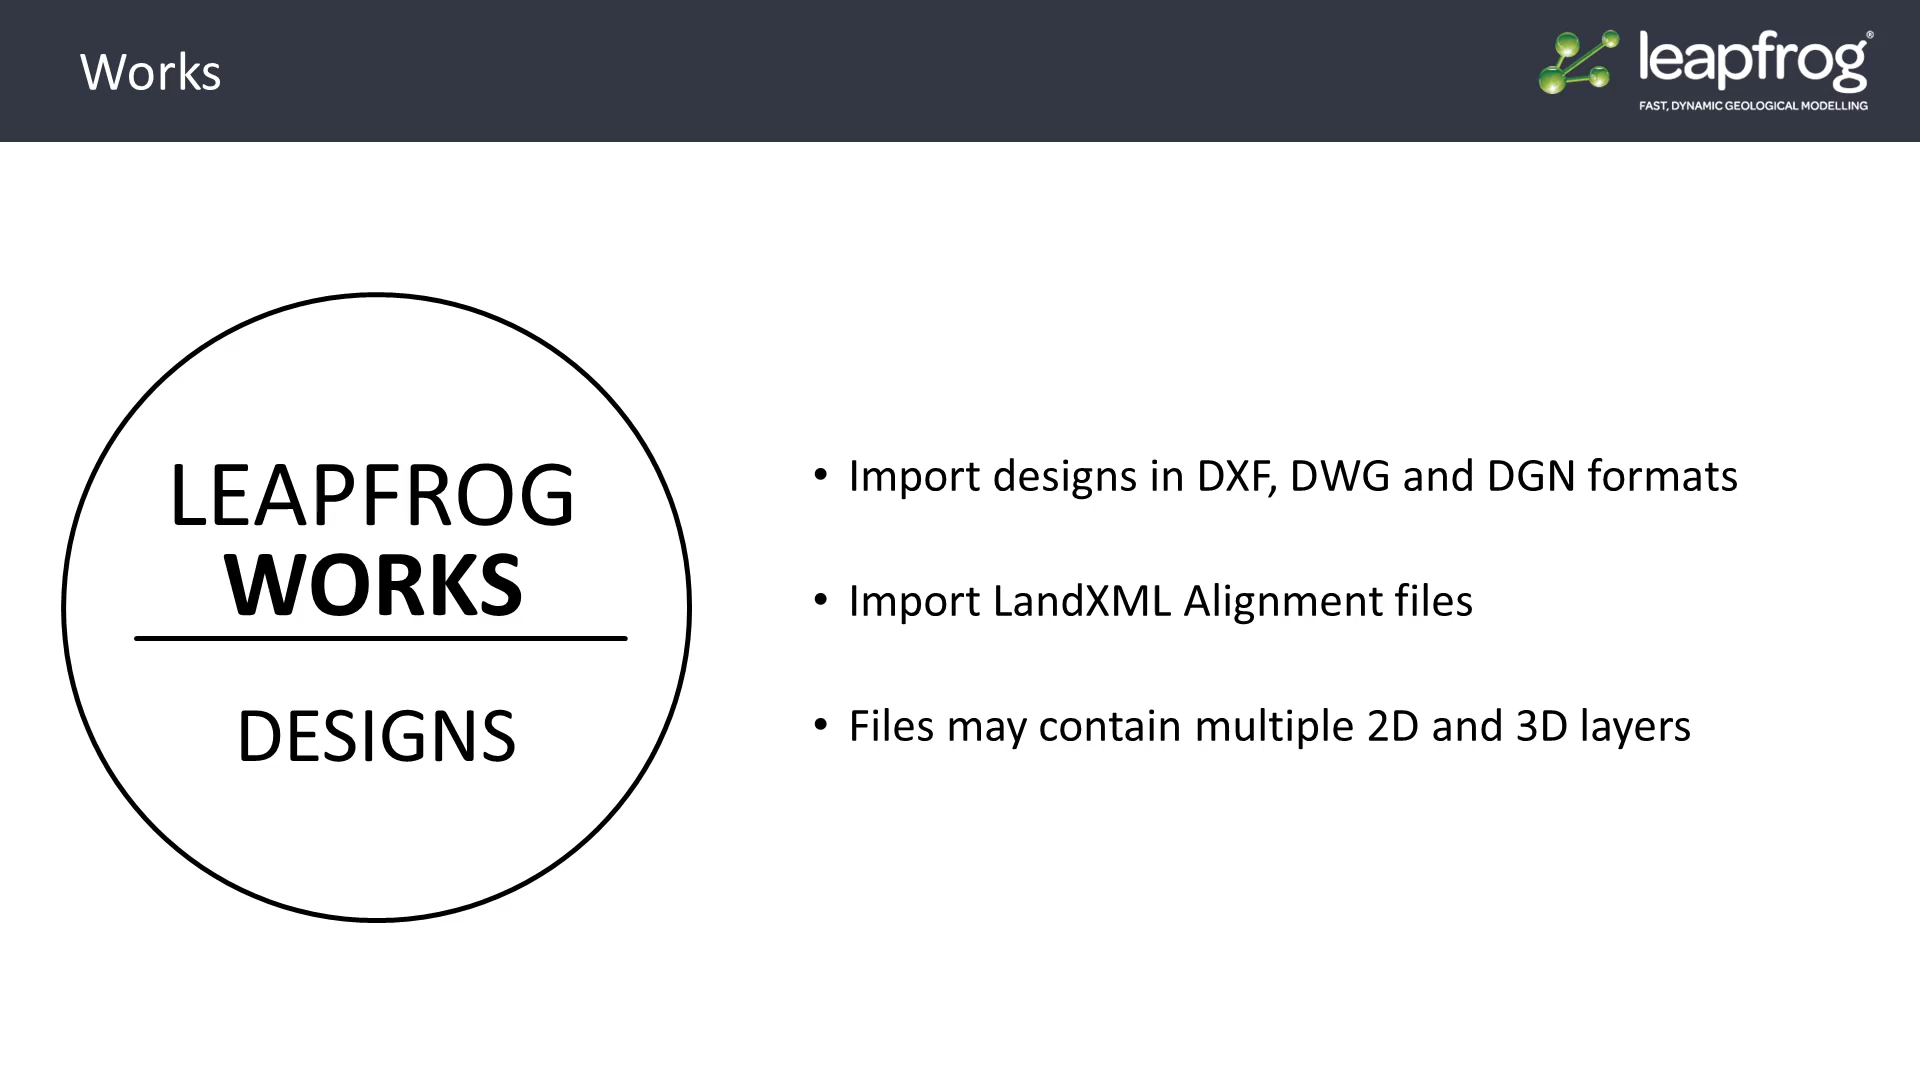 Works
leapfrog®
FAST, DYNAMIC GEOLOGICAL MODELLING
LEAPFROG
WORKS
DESIGNS
• Import designs in DXF, DWG and DGN formats
• Import LandXML Alignment files
• Files may contain multiple 2D and 3D layers